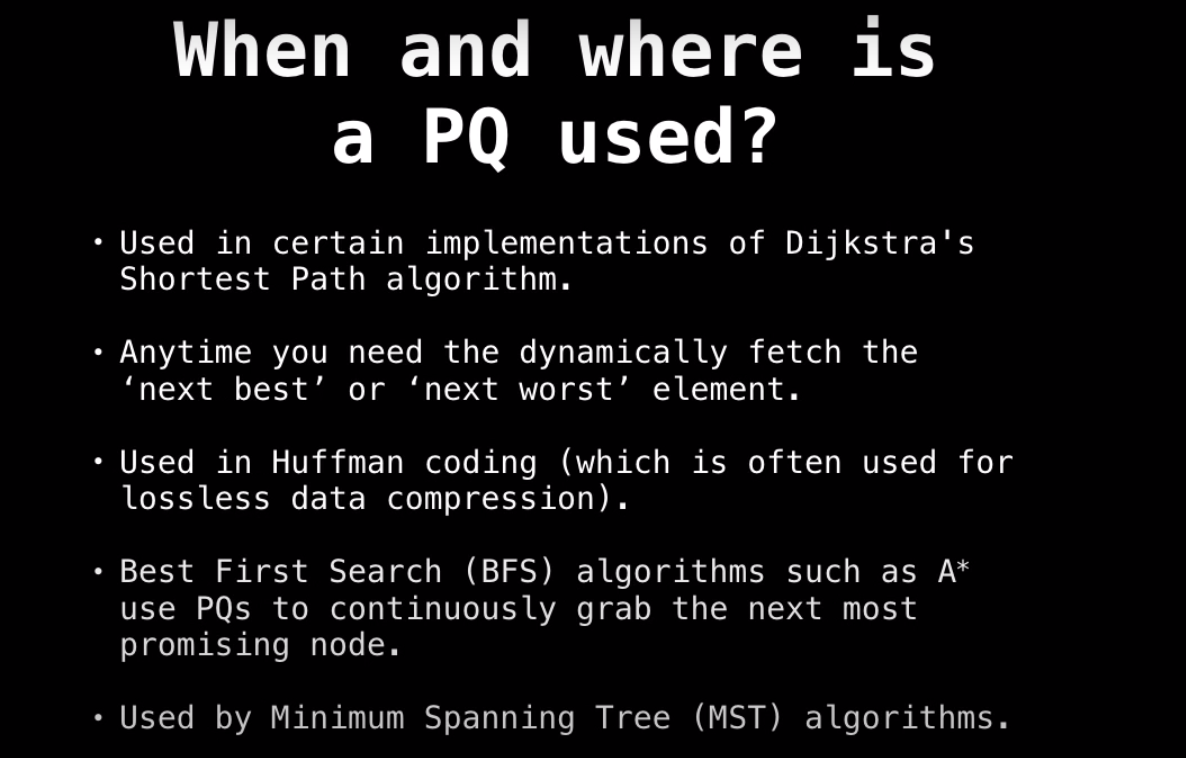 When and where is
a PQ used?
• Used in certain implementations of Dijkstra's
Shortest Path algorithm.
• Anytime you need the dynamically fetch the
‘next best’ or ‘next worst’ element.
• Used in Huffman coding (which is often used for
lossless data compression).
• Best First Search (BFS) algorithms such as A*
use PQs to continuously grab the next most
promising node.
• Used by Minimum Spanning Tree (MST) algorithms.